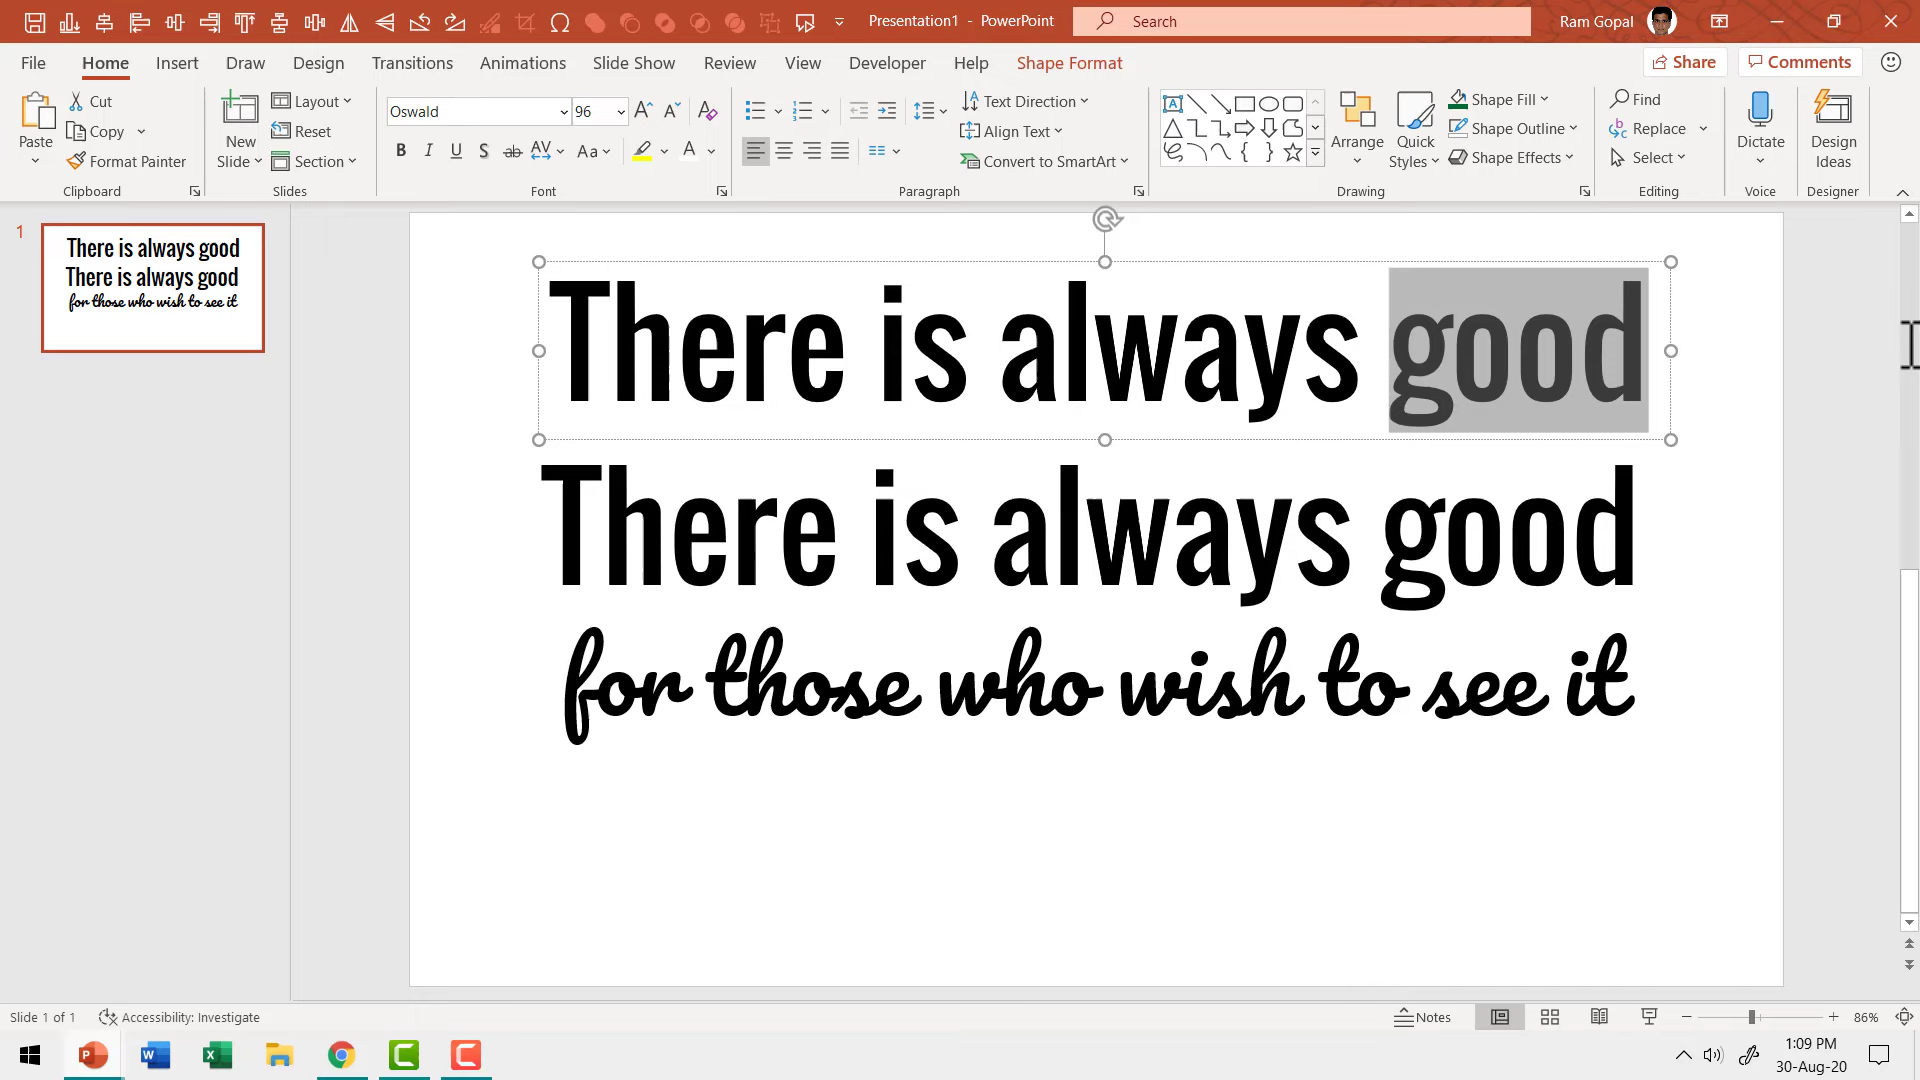 Presentation1 - PowerPoint
Search
Ram Gopal
File Home Insert Draw Design Transitions Animations Slide Show Review View Developer Help Shape Format
Share
Comments
Paste
Cut
Copy
Format Painter
Clipboard
New Slide
Layout
Reset
Section
Slides
Oswald
96
Font
Text Direction
Align Text
Convert to SmartArt
Paragraph
Arrange
Quick Styles
Shape Fill
Shape Outline
Shape Effects
Drawing
Find
Replace
Select
Editing
Dictate
Voice
Design Ideas
Designer
1
There is always good
There is always good
for those who wish to see it
There is always good
There is always good
for those who wish to see it
Slide 1 of 1
Accessibility: Investigate
Notes
86%
1:09 PM
30-Aug-20